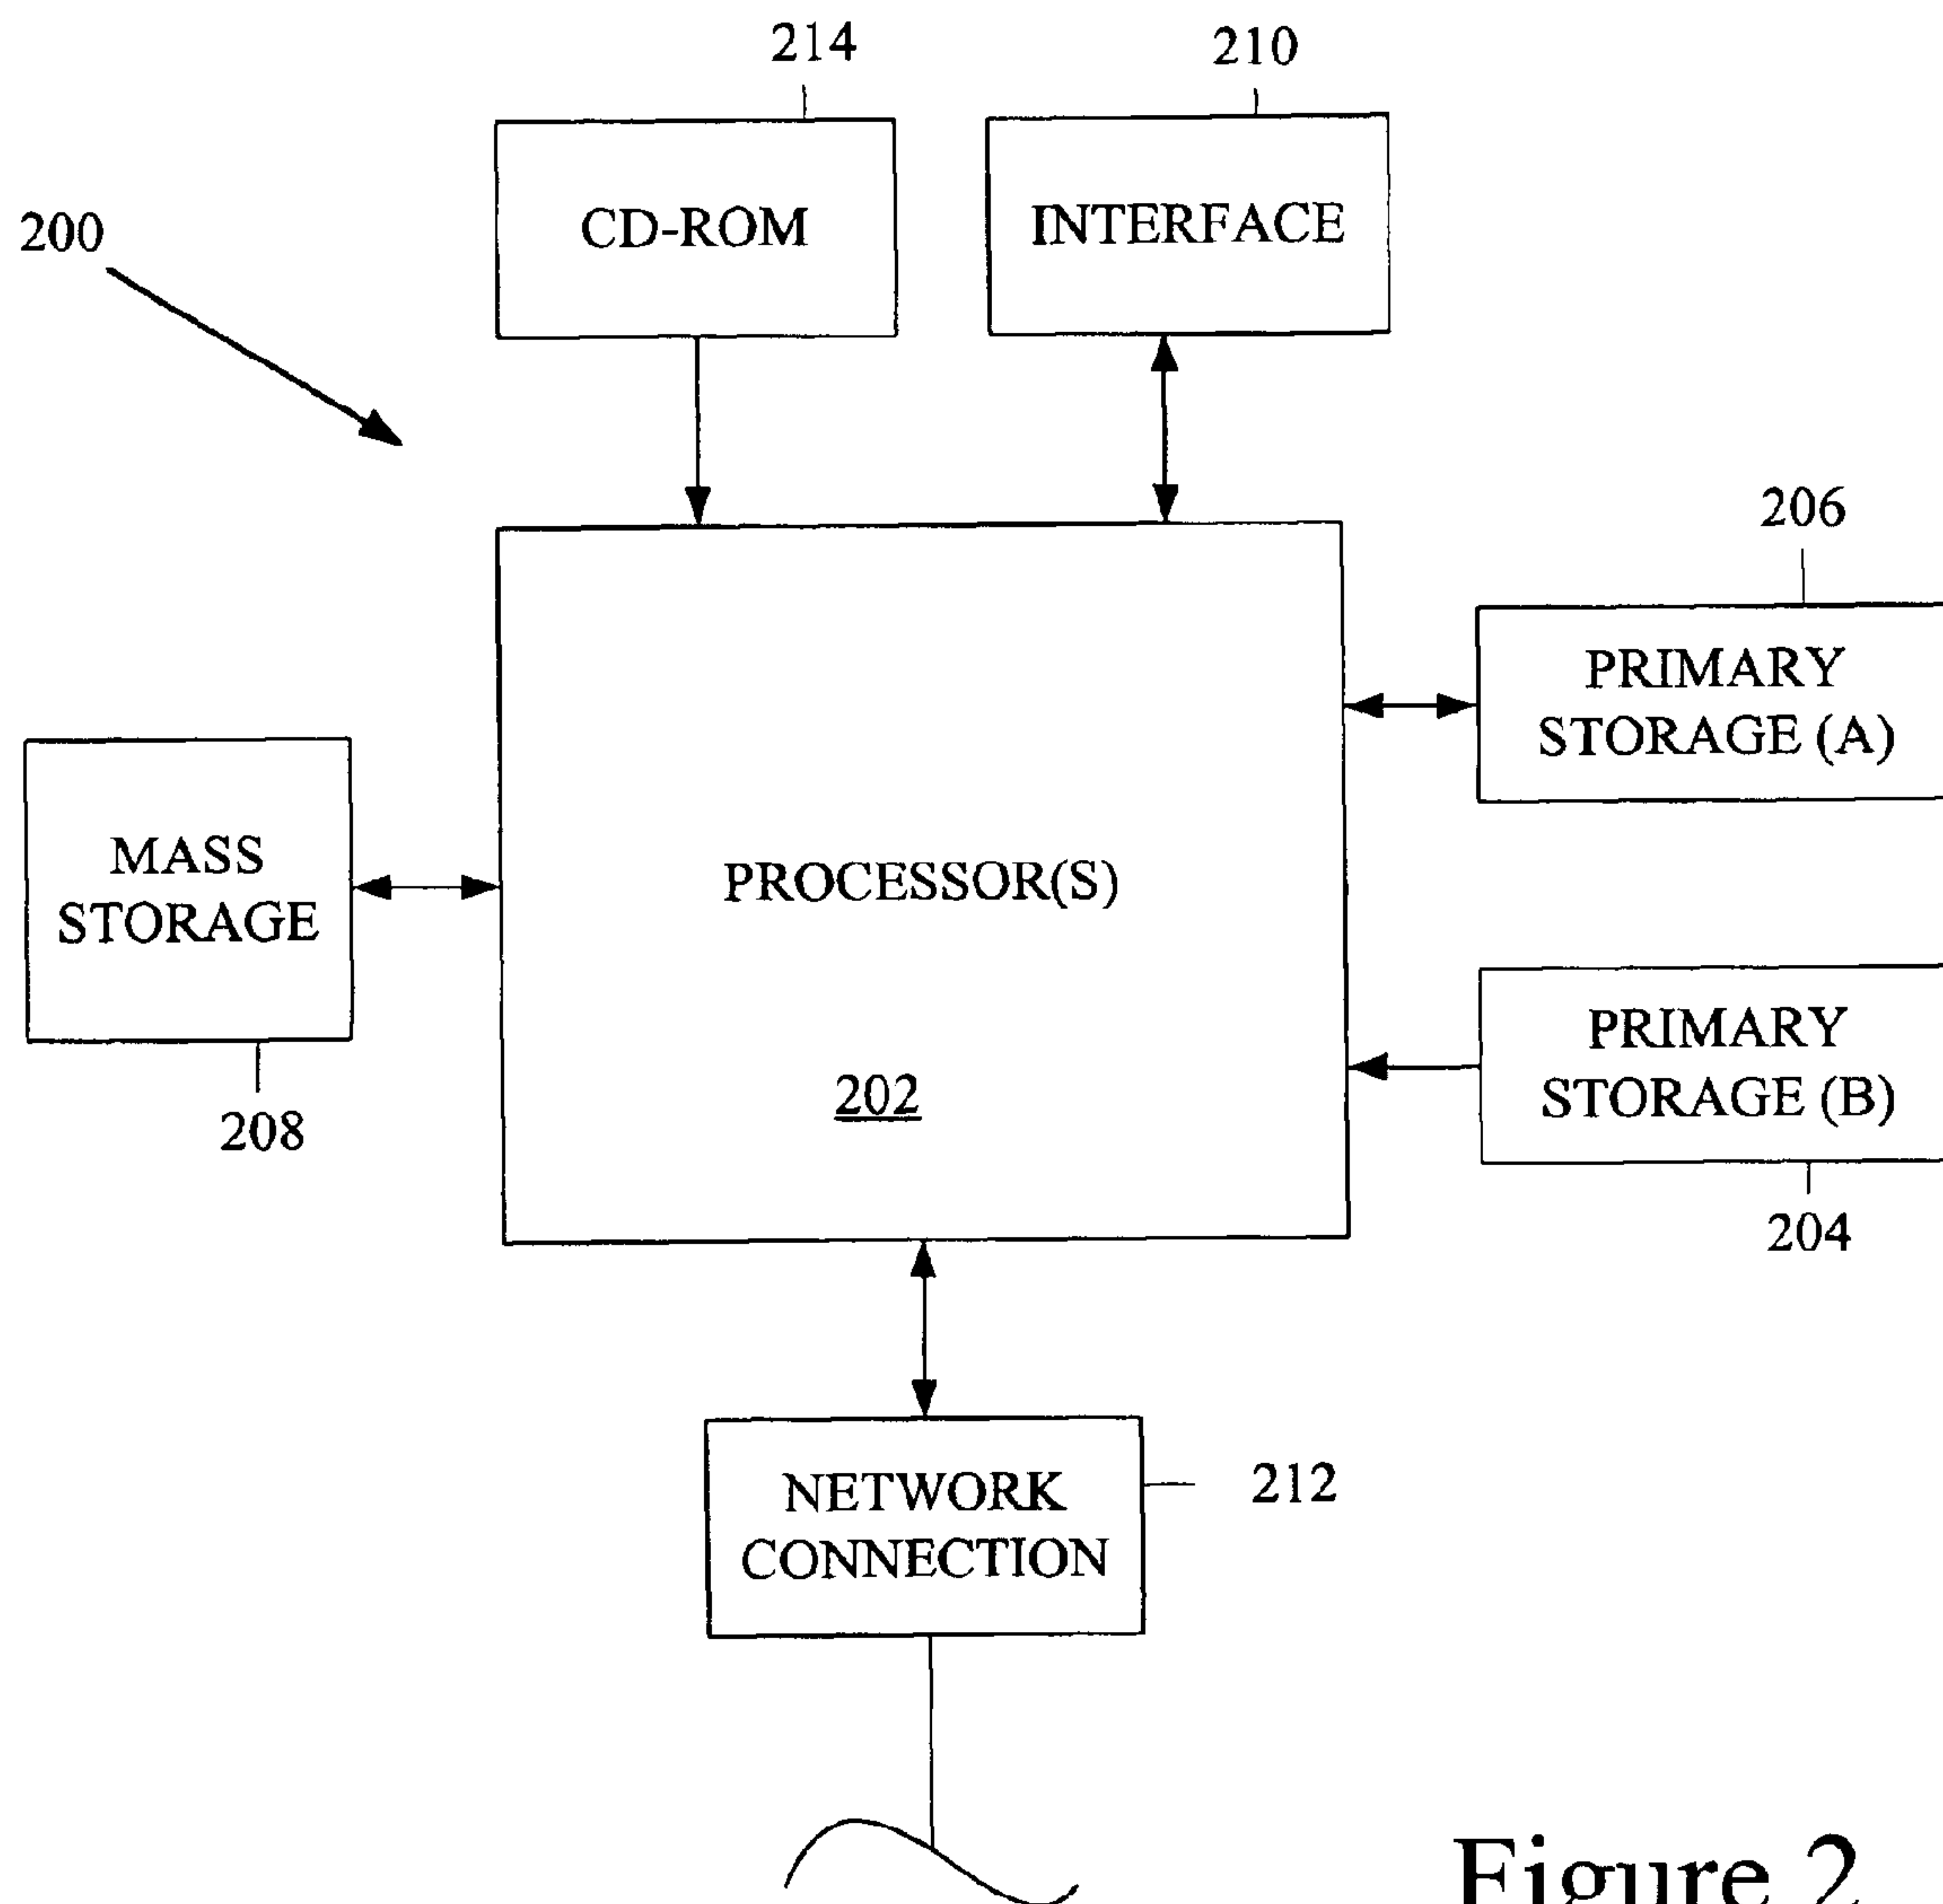 214
210
200
CD-ROM
INTERFACE
206
PRIMARY
STORAGE (A)
MASS
STORAGE
PROCESSOR(S)
202
208
PRIMARY
STORAGE (B)
204
NETWORK
CONNECTION
212
Figure 2